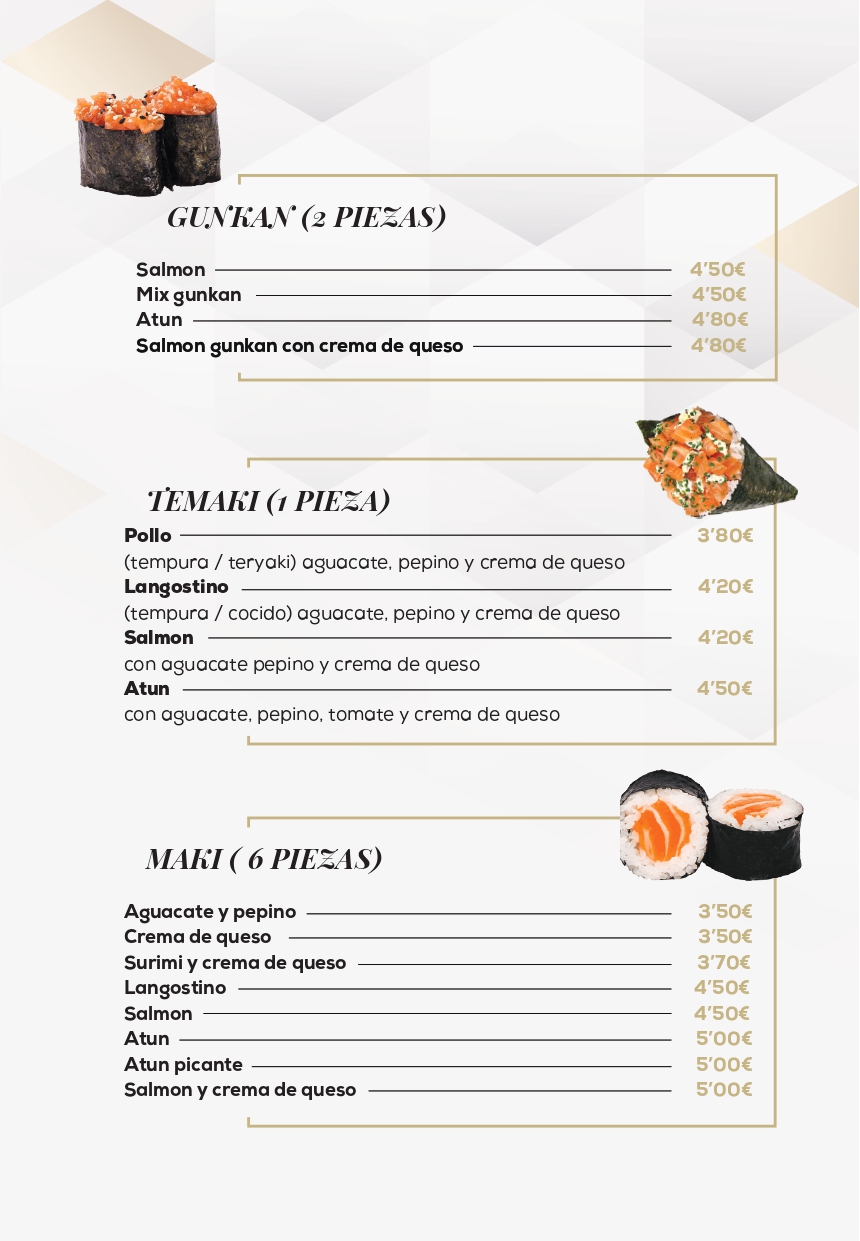 GUNKAN (2 PIEZAS)
Salmon 4'50€
Mix gunkan 4'50€
Atun 4'80€
Salmon gunkan con crema de queso 4'80€
TEMAKI (1 PIEZA)
Pollo 3'80€
(tempura / teryaki) aguacate, pepino y crema de queso
Langostino 4'20€
(tempura / cocido) aguacate, pepino y crema de queso
Salmon 4'20€
con aguacate pepino y crema de queso
Atun 4'50€
con aguacate, pepino, tomate y crema de queso
MAKI ( 6 PIEZAS)
Aguacate y pepino 3'50€
Crema de queso 3'50€
Surimi y crema de queso 3'70€
Langostino 4'50€
Salmon 4'50€
Atun 5'00€
Atun picante 5'00€
Salmon y crema de queso 5'00€